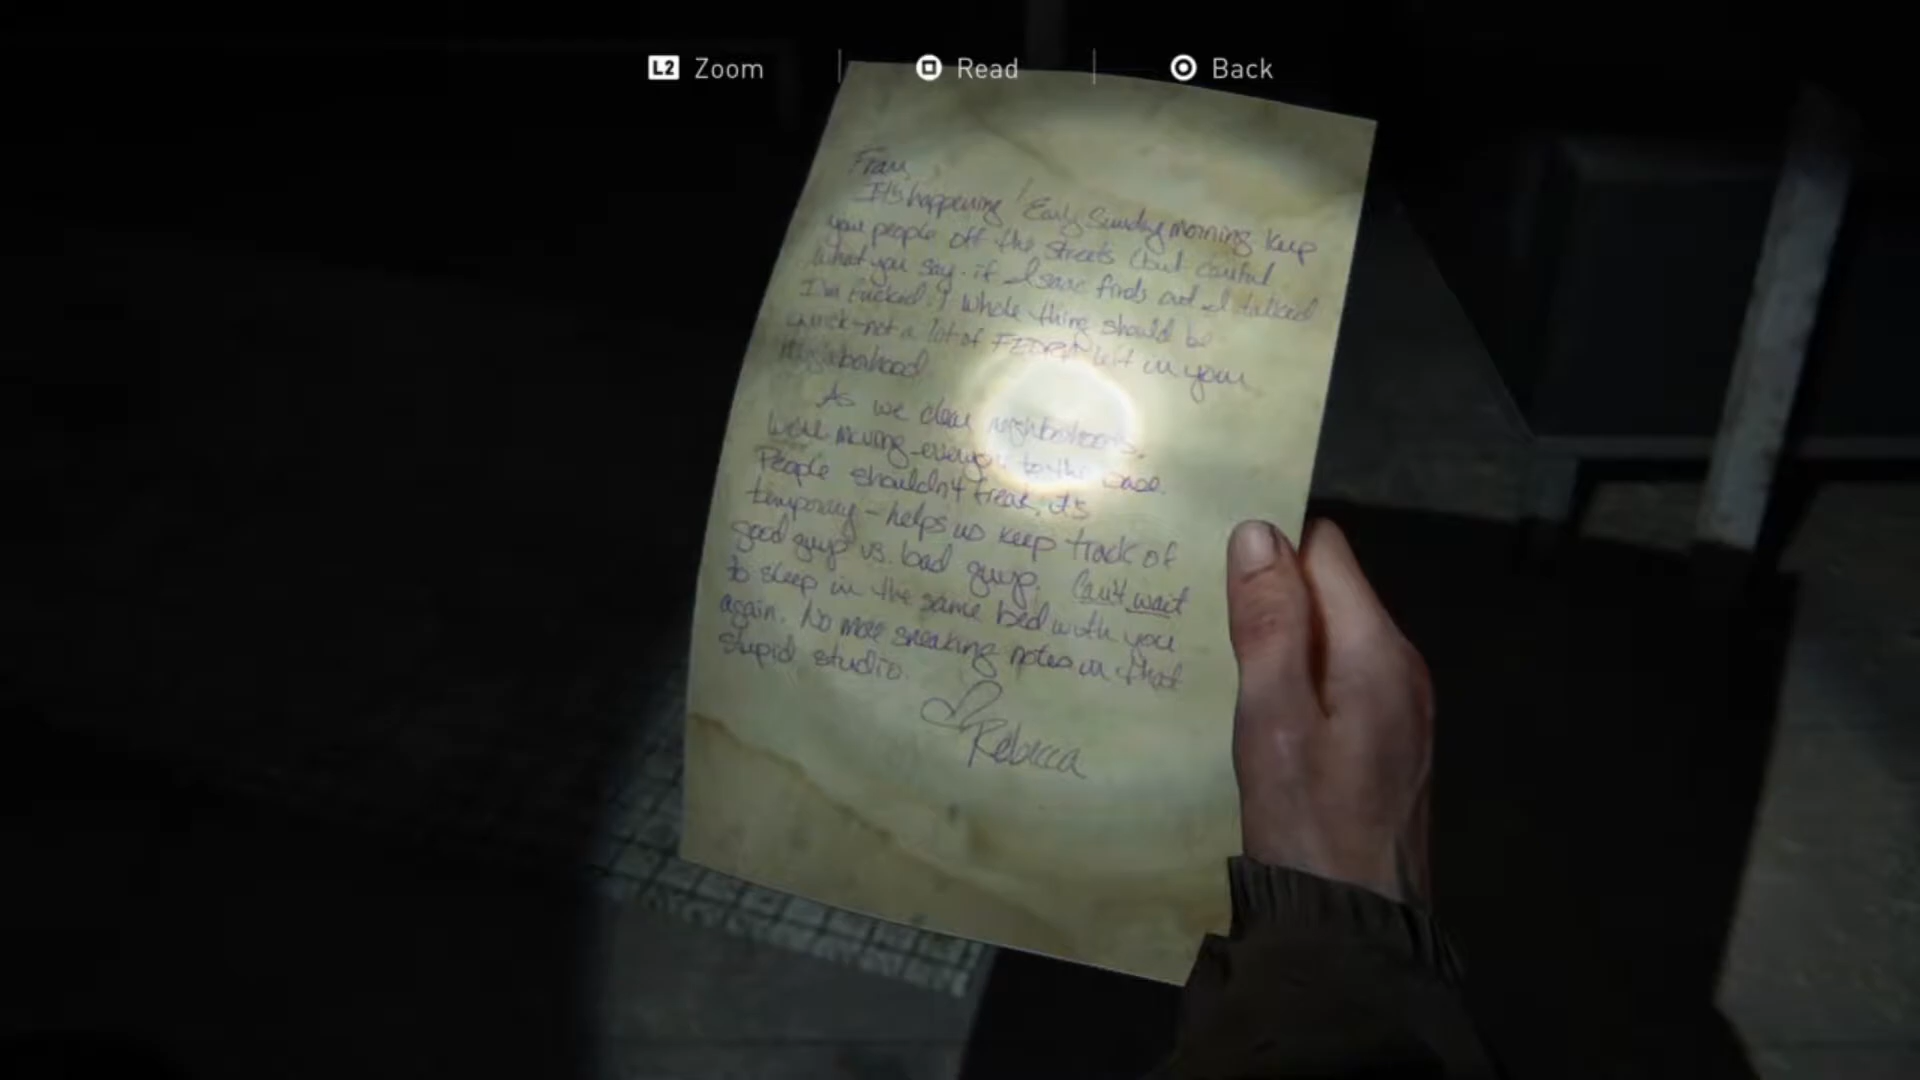 L2 Zoom
Read
Back
Fran,
It's happening! Early Sunday morning keep
your people off the streets (but careful
what you say. if Isaac finds out I talked
I'm fucked.) Whole thing should be
quick-not a lot of FEDRA left in your
neighborhood.
As we clear neighborhoods,
We're moving everyone to the base.
People shouldn't freak, it's
temporary - helps us keep track of
good guys vs. bad guys. Can't wait
to sleep in the same bed with you
again. No more sneaking notes in that
stupid studio.
Rebecca